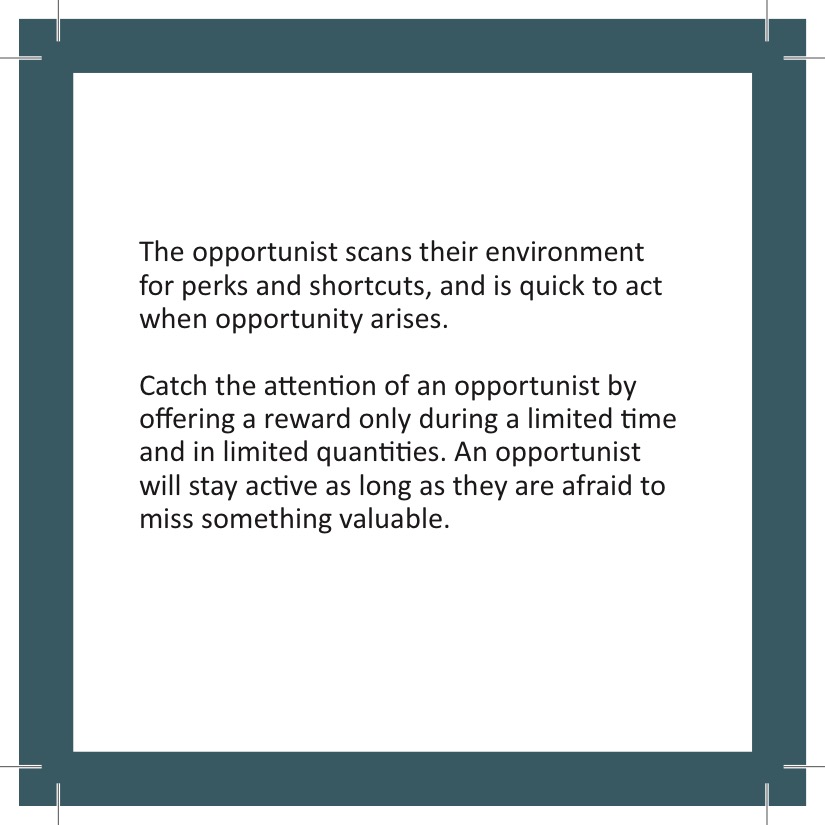 The opportunist scans their environment
for perks and shortcuts, and is quick to act
when opportunity arises.
Catch the attention of an opportunist by
offering a reward only during a limited time
and in limited quantities. An opportunist
will stay active as long as they are afraid to
miss something valuable.